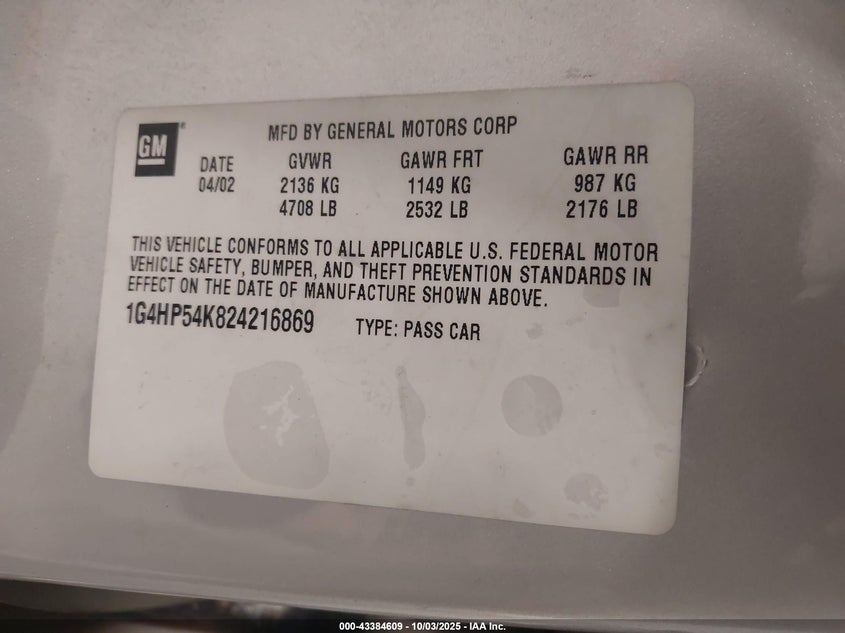 GM ®
MFD BY GENERAL MOTORS CORP
DATE GVWR GAWR FRT GAWR RR
04/02 2136 KG 1149 KG 987 KG
4708 LB 2532 LB 2176 LB
THIS VEHICLE CONFORMS TO ALL APPLICABLE U.S. FEDERAL MOTOR
VEHICLE SAFETY, BUMPER, AND THEFT PREVENTION STANDARDS IN
EFFECT ON THE DATE OF MANUFACTURE SHOWN ABOVE.
1G4HP54K824216869 TYPE: PASS CAR
000-43384609 - 10/03/2025 - IAA Inc.